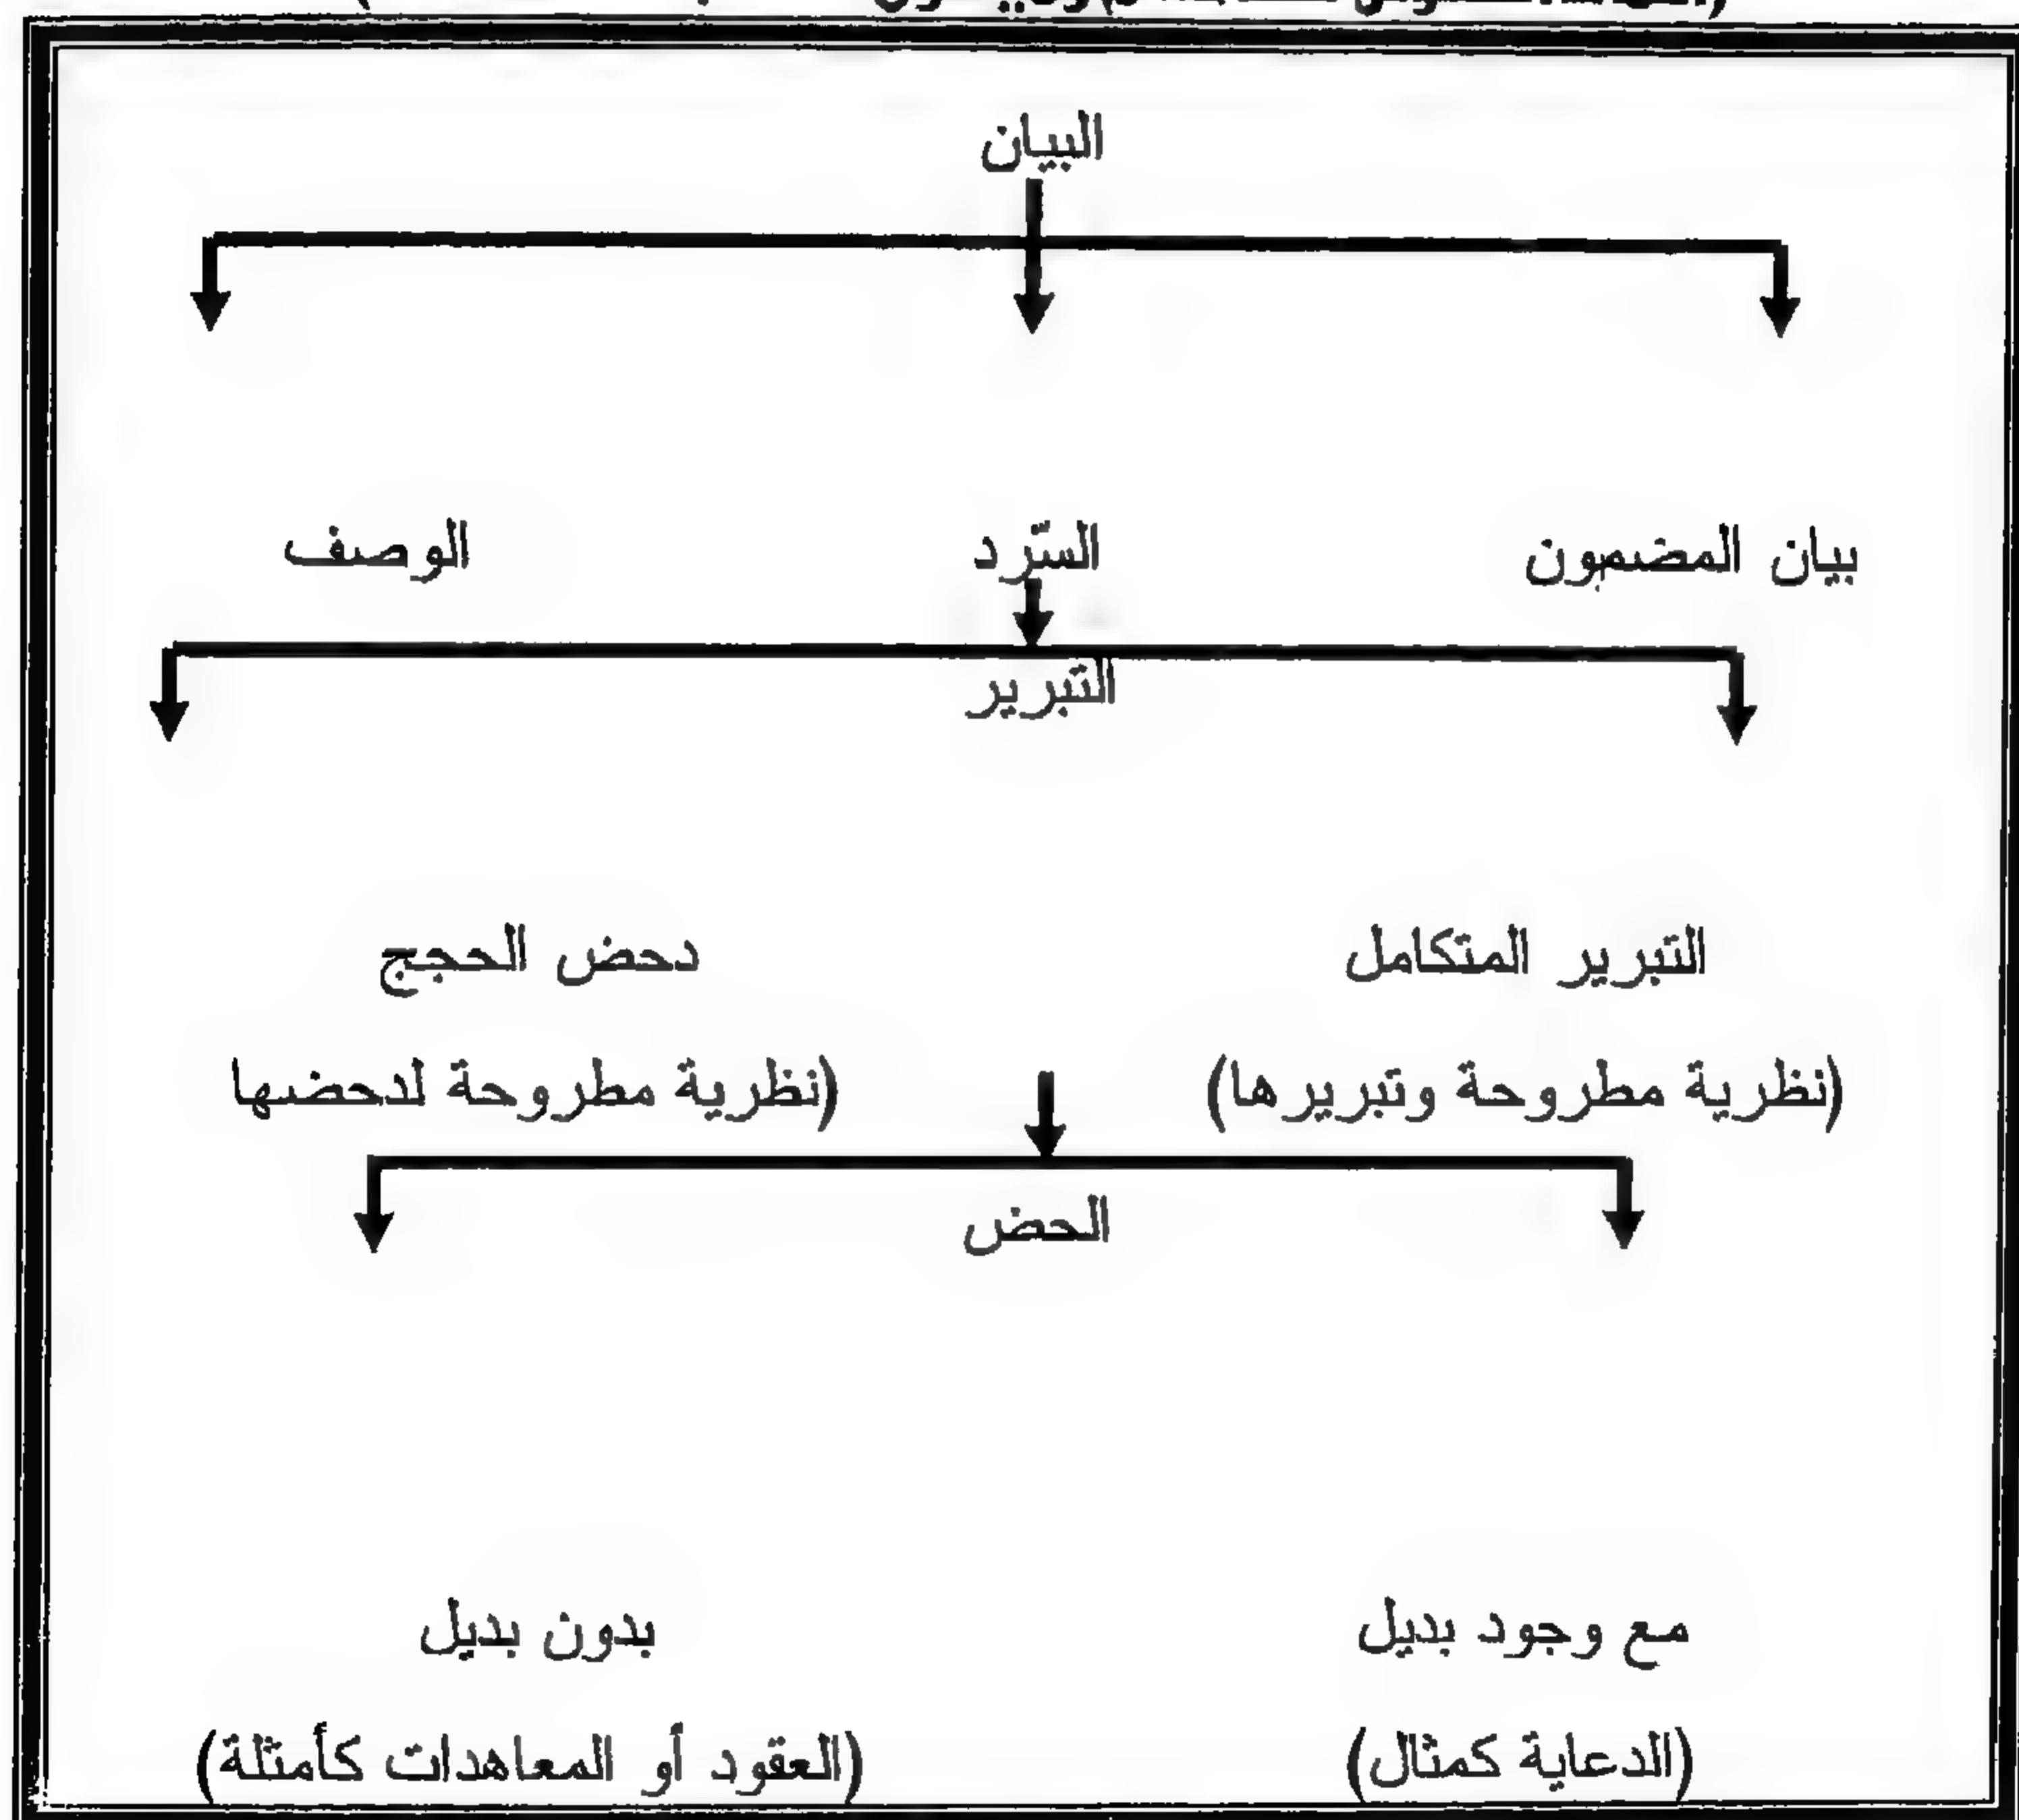 البيان
بيان المضمون السّرد الوصف
التبرير
التبرير المتكامل دحض الحجج
(نظرية مطروحة وتبريرها) (نظرية مطروحة لدحضها
الحض
مع وجود بديل بدون بديل
(الدعاية كمثال) (العقود أو المعاهدات كأمثلة)